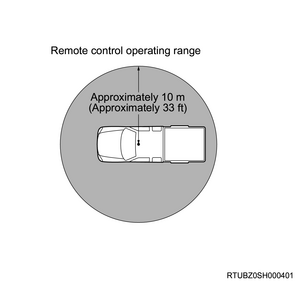 Remote control operating range
Approximately 10 m
(Approximately 33 ft)
RTUBZ0SH000401